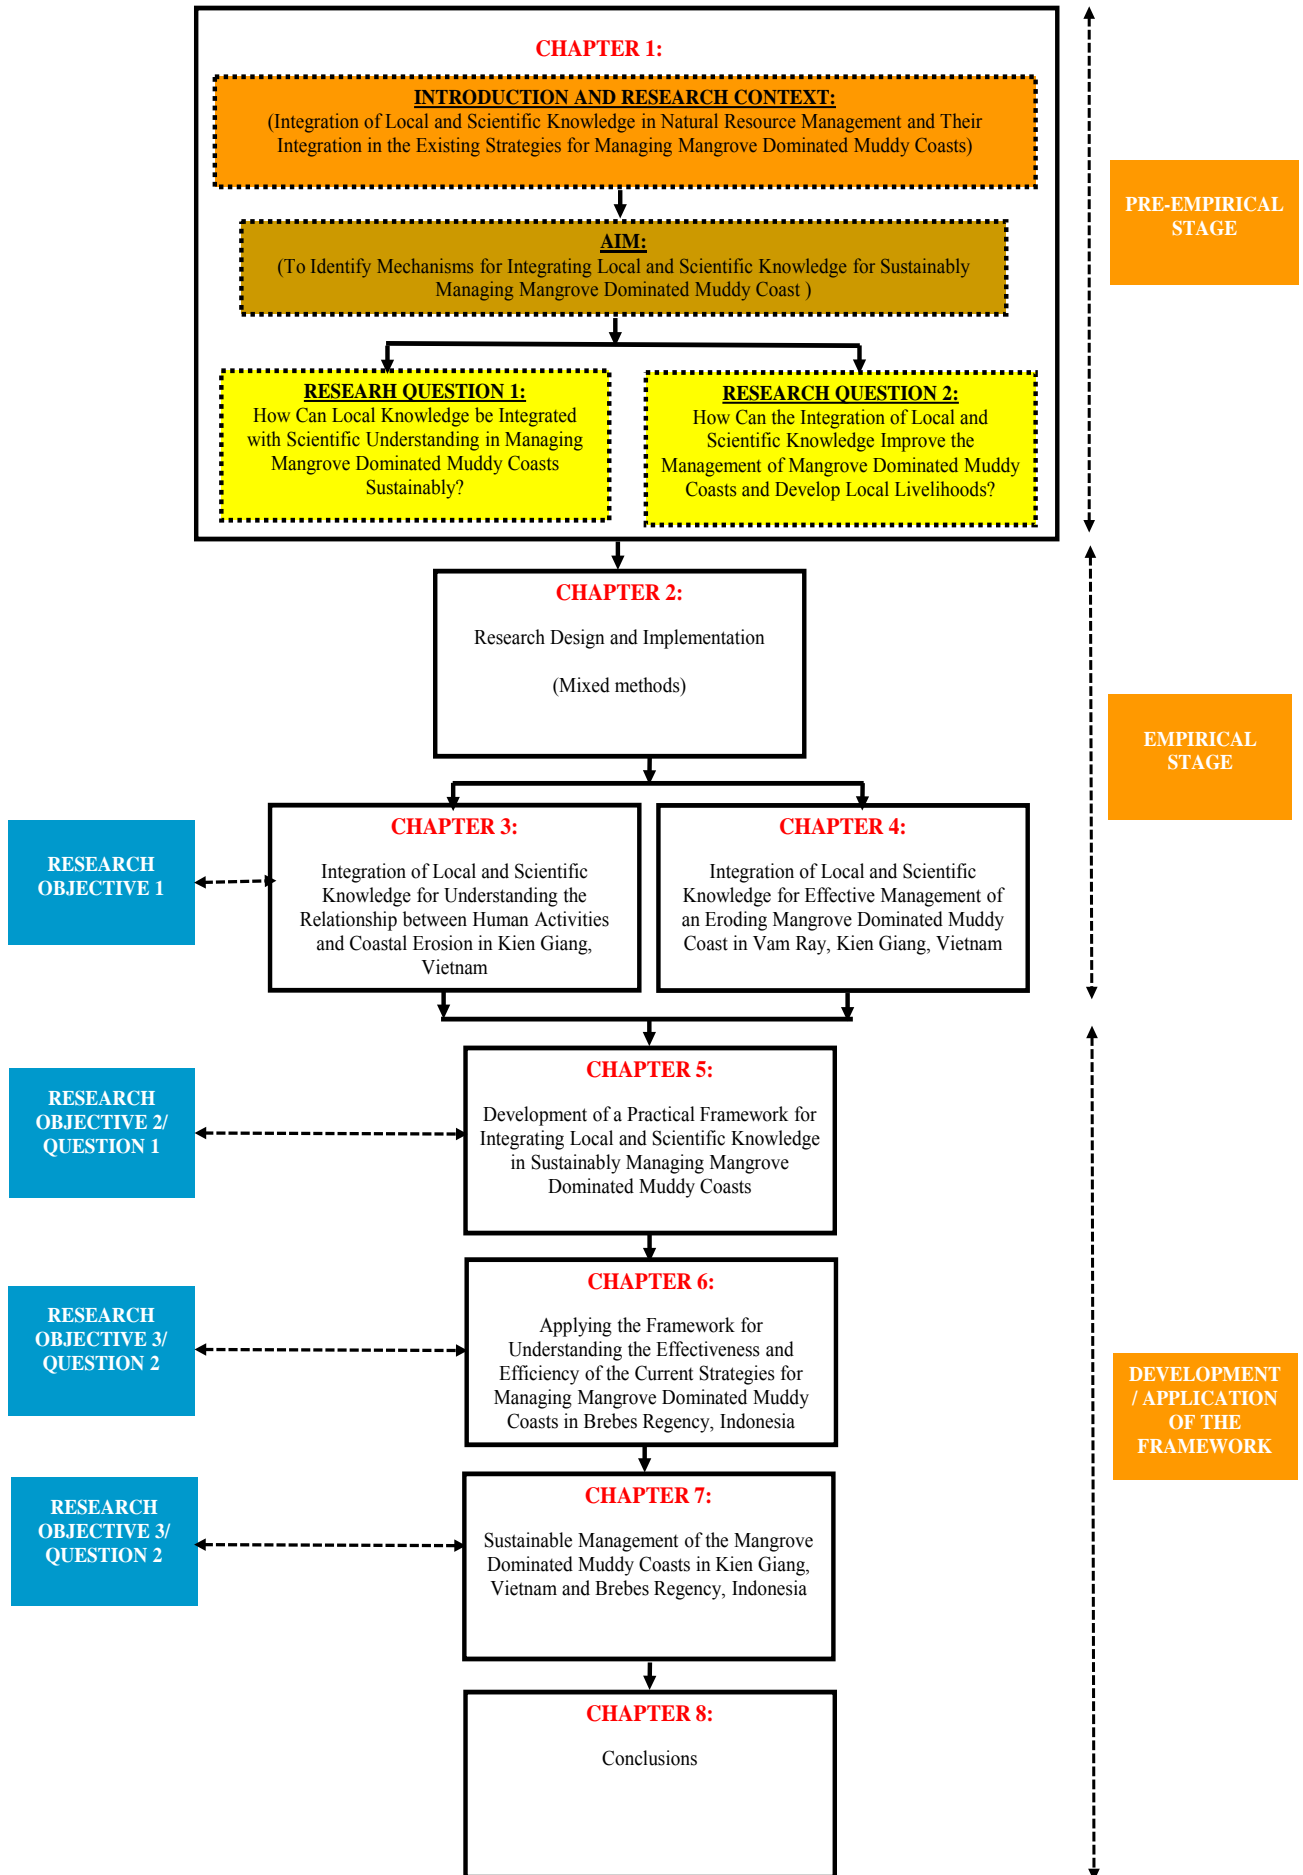 CHAPTER 1:
INTRODUCTION AND RESEARCH CONTEXT:
(Integration of Local and Scientific Knowledge in Natural Resource Management and Their
Integration in the Existing Strategies for Managing Mangrove Dominated Muddy Coasts)
PRE-EMPIRICAL
STAGE
AIM:
(To Identify Mechanisms for Integrating Local and Scientific Knowledge for Sustainably
Managing Mangrove Dominated Muddy Coast )
RESEARH QUESTION 1:
How Can Local Knowledge be Integrated
with Scientific Understanding in Managing
Mangrove Dominated Muddy Coasts
Sustainably?
RESEARCH QUESTION 2:
How Can the Integration of Local and
Scientific Knowledge Improve the
Management of Mangrove Dominated Muddy
Coasts and Develop Local Livelihoods?
CHAPTER 2:
Research Design and Implementation
(Mixed methods)
EMPIRICAL
STAGE
RESEARCH
OBJECTIVE 1
CHAPTER 3:
Integration of Local and Scientific
Knowledge for Understanding the
Relationship between Human Activities
and Coastal Erosion in Kien Giang,
Vietnam
CHAPTER 4:
Integration of Local and Scientific
Knowledge for Effective Management of
an Eroding Mangrove Dominated Muddy
Coast in Vam Ray, Kien Giang, Vietnam
RESEARCH
OBJECTIVE 2/
QUESTION 1
CHAPTER 5:
Development of a Practical Framework for
Integrating Local and Scientific Knowledge
in Sustainably Managing Mangrove
Dominated Muddy Coasts
RESEARCH
OBJECTIVE 3/
QUESTION 2
CHAPTER 6:
Applying the Framework for
Understanding the Effectiveness and
Efficiency of the Current Strategies for
Managing Mangrove Dominated Muddy
Coasts in Brebes Regency, Indonesia
DEVELOPMENT
/ APPLICATION
OF THE
FRAMEWORK
RESEARCH
OBJECTIVE 3/
QUESTION 2
CHAPTER 7:
Sustainable Management of the Mangrove
Dominated Muddy Coasts in Kien Giang,
Vietnam and Brebes Regency, Indonesia
CHAPTER 8:
Conclusions